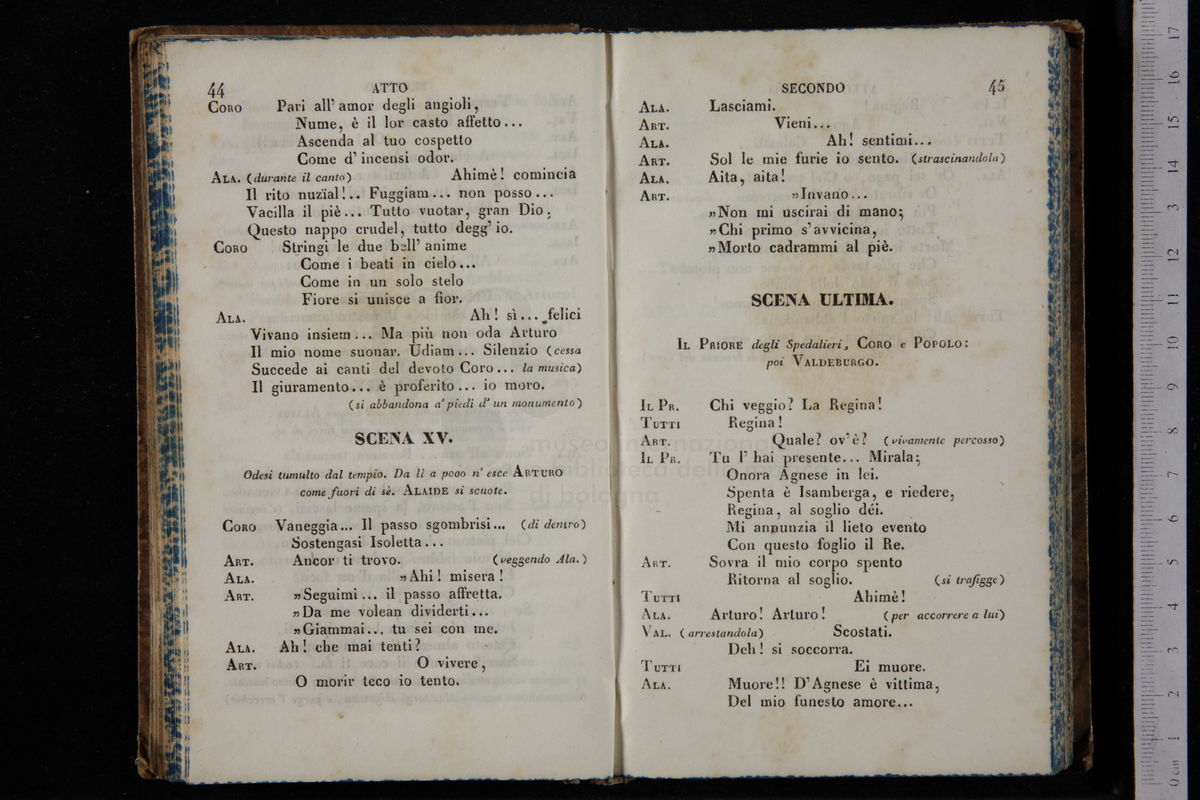 44
ATTO
CORO Pari all' amor degli angioli,
Nume, è il lor casto affetto...
Ascenda al tuo cospetto
Come d' incensi odor.
ALA. (durante il canto) Ahimè! comincia
Il rito nuzïal!.. Fuggiam... non posso...
Vacilla il piè... Tutto vuotar, gran Dio,
Questo nappo crudel, tutto degg' io.
CORO Stringi le due bell' anime
Come i beati in cielo...
Come in un solo stelo
Fiore si unisce a fior.
ALA. Ah! sì... felici
Vivano insiem... Ma più non oda Arturo
Il mio nome suonar. Udiam... Silenzio (cessa
Succede ai canti del devoto Coro... la musica)
Il giuramento... è proferito... io moro.
(si abbandona a' piedi d' un monumento)
SCENA XV.
Odesi tumulto dal tempio. Da lì a poco n' esce ARTURO
come fuori di sè. ALAIDE si scuote.
CORO Vaneggia... Il passo sgombrisi... (di dentro)
Sostengasi Isoletta...
ART. Ancor ti trovo. (veggendo Ala.)
ALA. »Ahi! misera!
ART. »Seguimi... il passo affretta.
»Da me volean dividerti...
»Giammai... tu sei con me.
ALA. Ah! che mai tenti?
ART. O vivere,
O morir teco io tento.
SECONDO
45
ALA. Lasciami.
ART. Vieni...
ALA. Ah! sentimi...
ART. Sol le mie furie io sento. (strascinandola)
ALA. Aita, aita!
ART. »Invano...
»Non mi uscirai di mano;
»Chi primo s' avvicina,
»Morto cadrammi al piè.
SCENA ULTIMA.
IL PRIORE degli Spedalieri, CORO e POPOLO:
poi VALDEBURGO.
IL PR. Chi veggio? La Regina!
TUTTI Regina!
ART. Quale? ov' è? (vivamente percosso)
IL PR. Tu l' hai presente... Mirala;
Onora Agnese in lei.
Spenta è Isamberga, e riedere,
Regina, al soglio déi.
Mi annunzia il lieto evento
Con questo foglio il Re.
ART. Sovra il mio corpo spento
Ritorna al soglio. (si trafigge)
TUTTI Ahimè!
ALA. Arturo! Arturo! (per accorrere a lui)
VAL. (arrestandola) Scostati.
Deh! si soccorra.
TUTTI Ei muore.
ALA. Muore!! D' Agnese è vittima,
Del mio funesto amore...